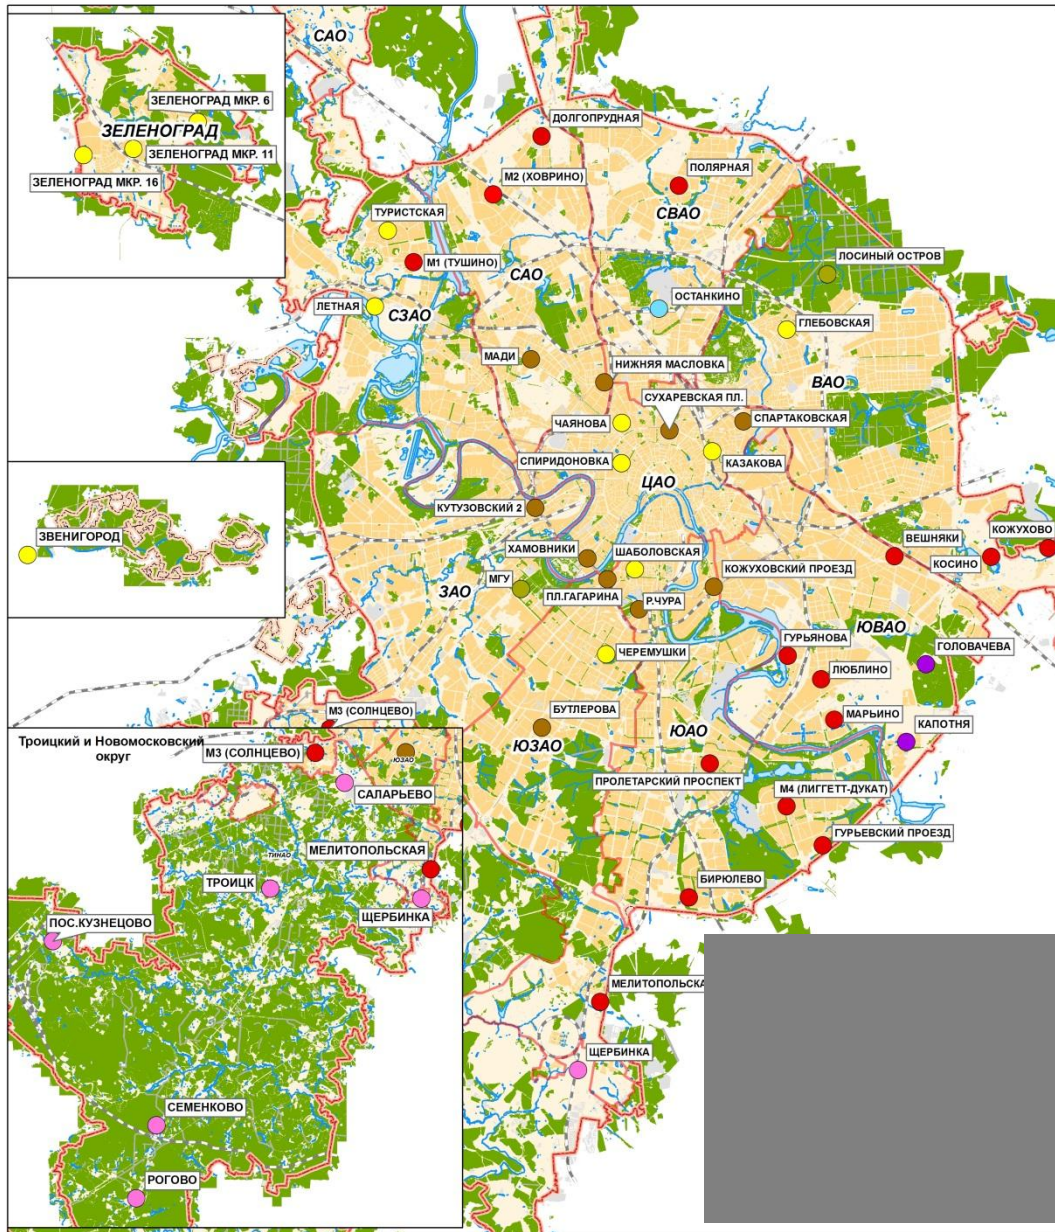 САО
ЗЕЛЕНОГРАД МКР. 6
ЗЕЛЕНОГРАД
ЗЕЛЕНОГРАД МКР. 11
ЗЕЛЕНОГРАД МКР. 16
ДОЛГОПРУДНАЯ
ПОЛЯРНАЯ
М2 (ХОВРИНО)
СВАО
ТУРИСТСКАЯ
ЛОСИНЫЙ ОСТРОВ
М1 (ТУШИНО)
САО
ОСТАНКИНО
ЛЕТНАЯ
СЗАО
ГЛЕБОВСКАЯ
МАДИ
НИЖНЯЯ МАСЛОВКА
ВАО
СУХАРЕВСКАЯ ПЛ.
ЧАЯНОВА
СПАРТАКОВСКАЯ
СПИРИДОНОВКА
КАЗАКОВА
ЦАО
КУТУЗОВСКИЙ 2
ЗВЕНИГОРОД
ВЕШНЯКИ
КОЖУХОВО
ХАМОВНИКИ
ШАБОЛОВСКАЯ
КОСИНО
КОЖУХОВСКИЙ ПРОЕЗД
МГУ
ЗАО
ПЛ.ГАГАРИНА
Р.ЧУРА
ЮВАО
ГУРЬЯНОВА
ГОЛОВАЧЕВА
ЧЕРЕМУШКИ
ЛЮБЛИНО
М3 (СОЛНЦЕВО)
БУТЛЕРОВА
МАРЬИНО
КАПОТНЯ
ЮЗАО
ЮАО
Троицкий и Новомосковский
округ
М3 (СОЛНЦЕВО)
ЮЗАО
ПРОЛЕТАРСКИЙ ПРОСПЕКТ
САЛАРЬЕВО
М4 (ЛИГГЕТТ-ДУКАТ)
ГУРЬЕВСКИЙ ПРОЕЗД
МЕЛИТОПОЛЬСКАЯ
ТИНАО
ТРОИЦК
БИРЮЛЕВО
ЩЕРБИНКА
ПОС.КУЗНЕЦОВО
МЕЛИТОПОЛЬСКА
ЩЕРБИНКА
СЕМЕНКОВО
РОГОВО